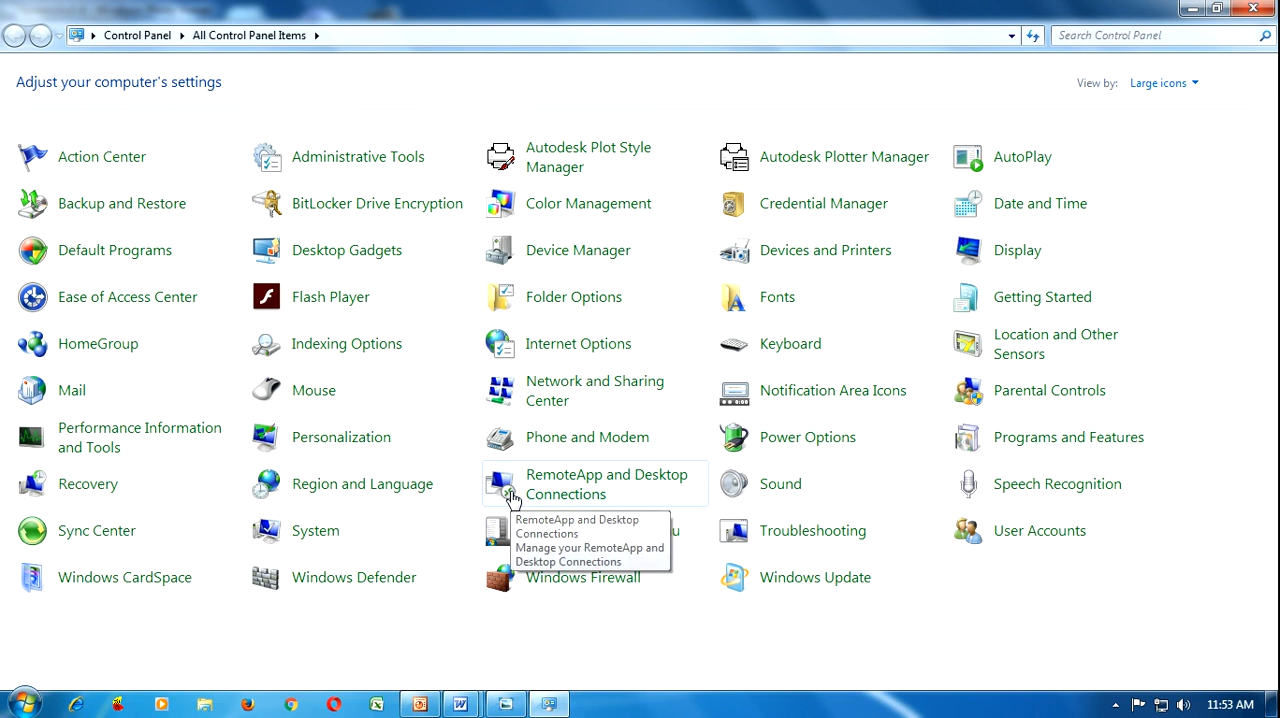 Control Panel
All Control Panel Items
Search Control Panel
Adjust your computer's settings
View by:
Large icons
Action Center
Administrative Tools
Autodesk Plot Style
Manager
Autodesk Plotter Manager
AutoPlay
Backup and Restore
BitLocker Drive Encryption
Color Management
Credential Manager
Date and Time
Default Programs
Desktop Gadgets
Device Manager
Devices and Printers
Display
Ease of Access Center
Flash Player
Folder Options
Fonts
Getting Started
HomeGroup
Indexing Options
Internet Options
Keyboard
Location and Other
Sensors
Mail
Mouse
Network and Sharing
Center
Notification Area Icons
Parental Controls
Performance Information
and Tools
Personalization
Phone and Modem
Power Options
Programs and Features
Recovery
Region and Language
RemoteApp and Desktop
Connections
Sound
Speech Recognition
Sync Center
System
RemoteApp and Desktop
Connections
Manage your RemoteApp and
Desktop Connections
Troubleshooting
User Accounts
Windows CardSpace
Windows Defender
Windows Firewall
Windows Update
11:53 AM